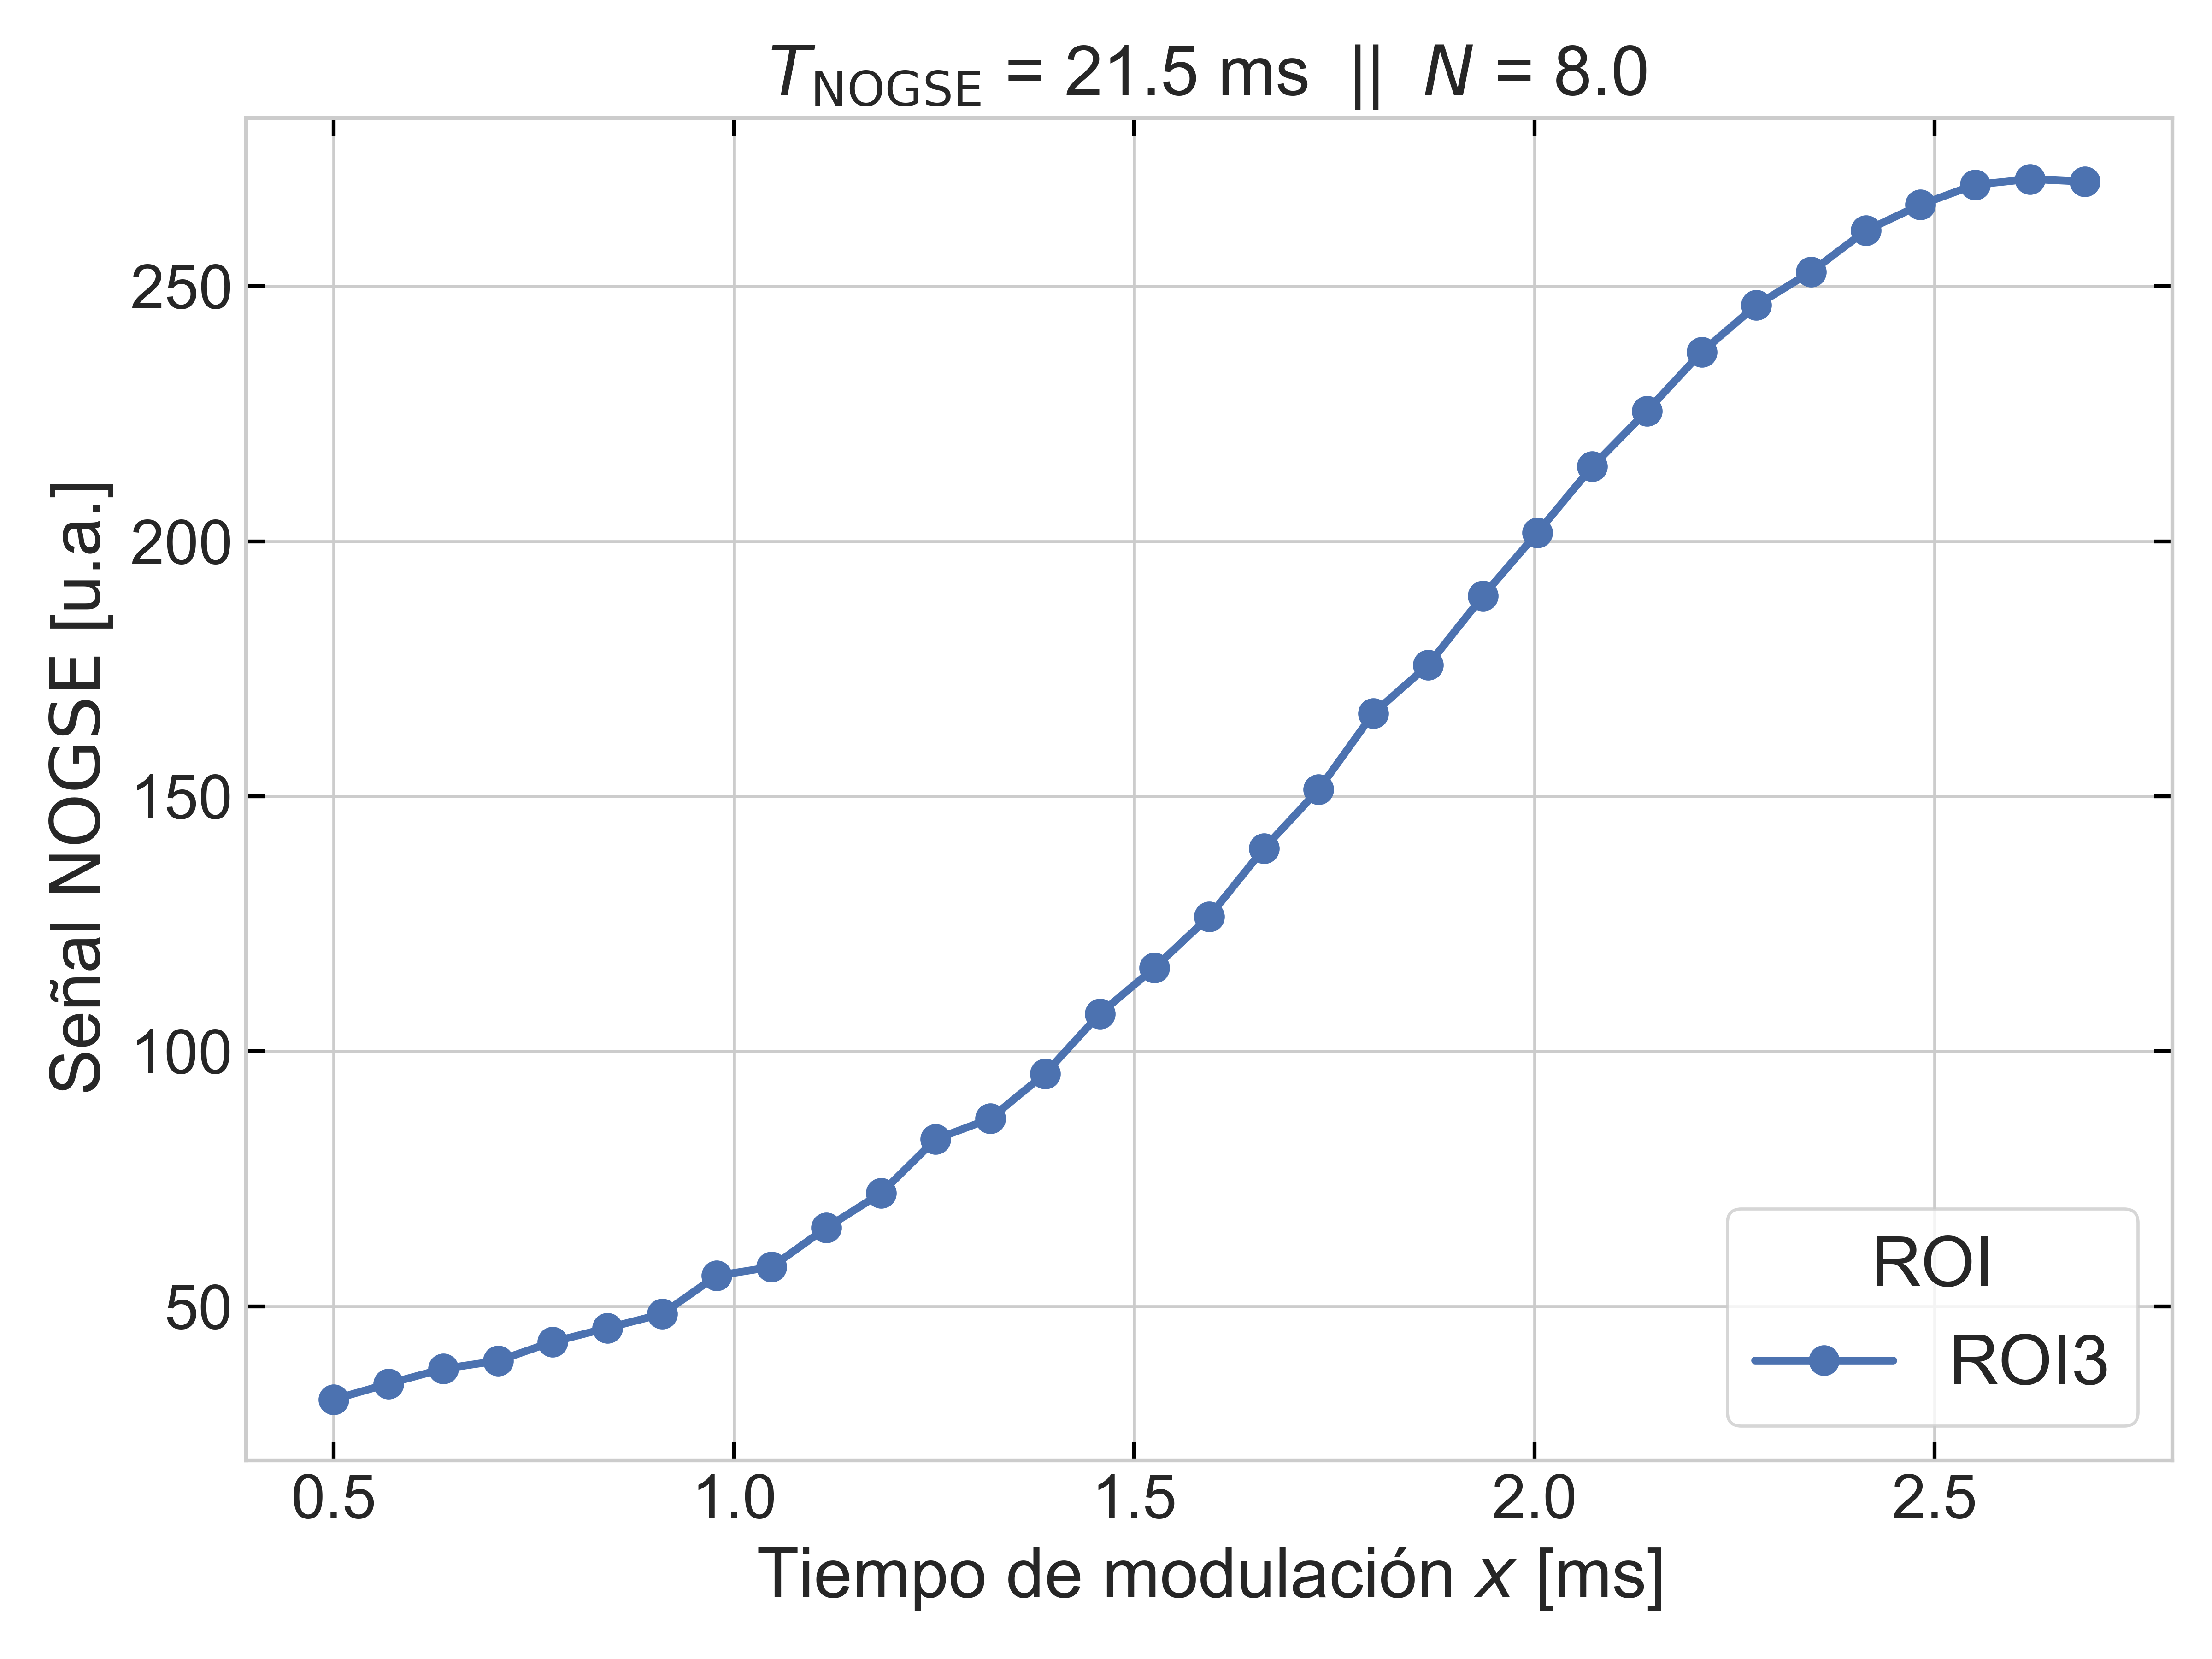 T_NOGSE = 21.5 ms || N = 8.0
Señal NOGSE [u.a.]
250
200
150
100
50
ROI
ROI3
0.5 1.0 1.5 2.0 2.5
Tiempo de modulación x [ms]